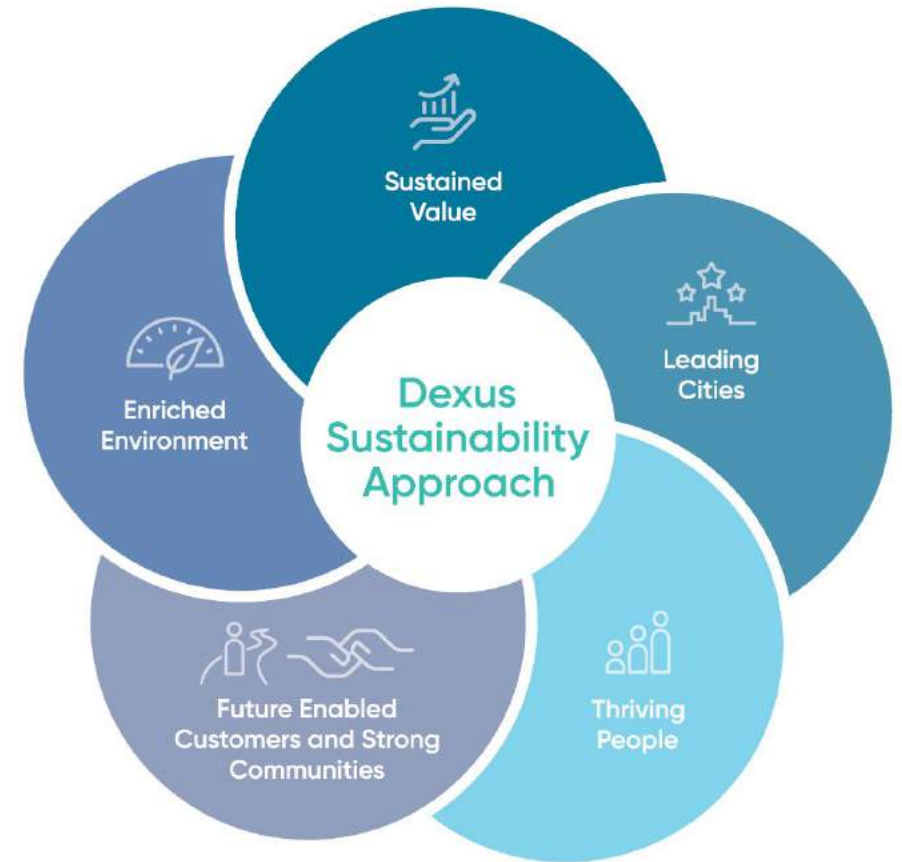 Sustained
Value
Leading
Cities
Dexus
Sustainability
Approach
Enriched
Environment
Thriving
People
Future Enabled
Customers and Strong
Communities